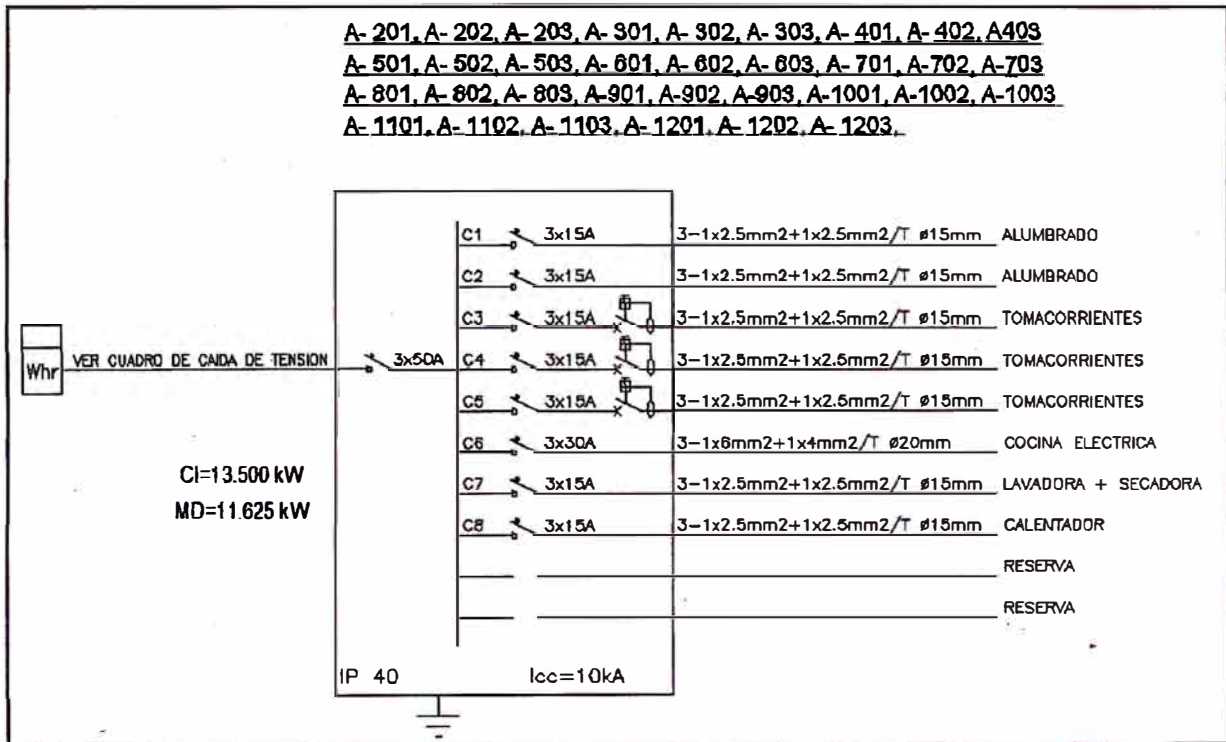 A- 201, A- 202, A- 203, A- 301, A- 302, A- 303, A- 401, A- 402, A403
A- 501, A- 502, A- 503, A- 601, A- 602, A- 603, A- 701, A-702, A-703
A- 801, A- 802, A- 803, A-901, A-902, A-903, A-1001, A-1002, A-1003
A- 1101, A- 1102, A- 1103, A- 1201, A- 1202, A- 1203,
C1 3x15A 3-1x2.5mm2+1x2.5mm2/T ø15mm ALUMBRADO
C2 3x15A 3-1x2.5mm2+1x2.5mm2/T ø15mm ALUMBRADO
C3 3x15A 3-1x2.5mm2+1x2.5mm2/T ø15mm TOMACORRIENTES
Whr VER CUADRO DE CAIDA DE TENSION 3x50A C4 3x15A 3-1x2.5mm2+1x2.5mm2/T ø15mm TOMACORRIENTES
C5 3x15A 3-1x2.5mm2+1x2.5mm2/T ø15mm TOMACORRIENTES
C6 3x30A 3-1x6mm2+1x4mm2/T ø20mm COCINA ELECTRICA
CI=13.500 kW
C7 3x15A 3-1x2.5mm2+1x2.5mm2/T ø15mm LAVADORA + SECADORA
MD=11.625 kW
C8 3x15A 3-1x2.5mm2+1x2.5mm2/T ø15mm CALENTADOR
RESERVA
RESERVA
IP 40 Icc=10kA